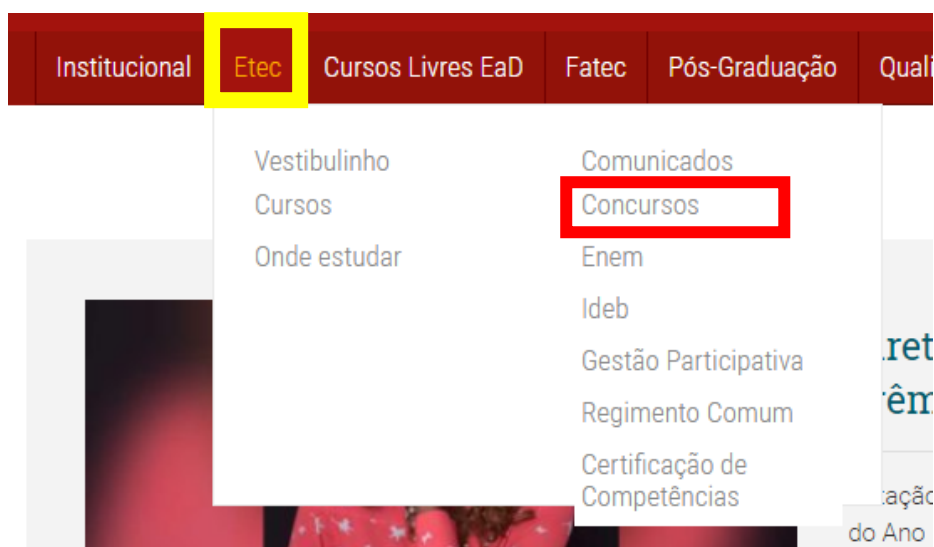 Institucional Etec Cursos Livres EaD Fatec Pós-Graduação
Vestibulinho
Cursos
Onde estudar
Comunicados
Concursos
Enem
Ideb
Gestão Participativa
Regimento Comum
Certificação de
Competências
do Ano